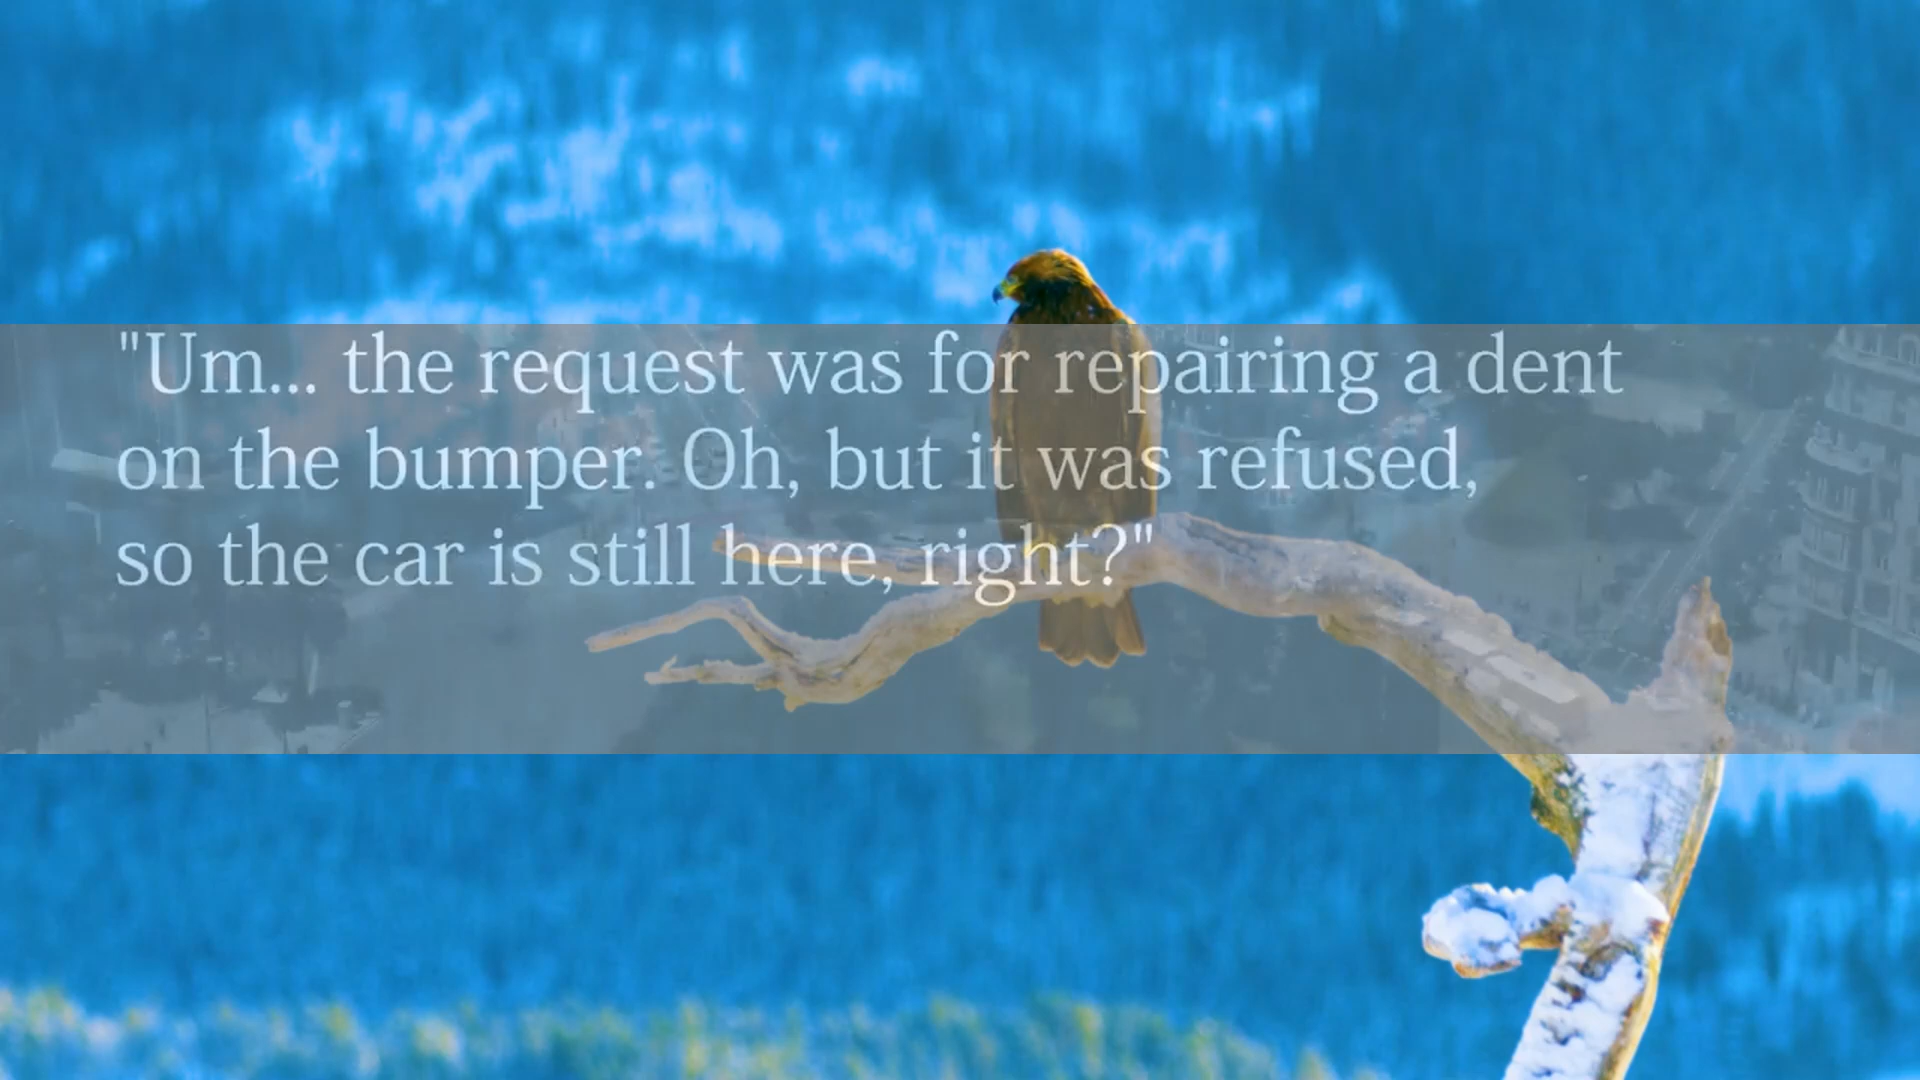 "Um... the request was for repairing a dent
on the bumper. Oh, but it was refused,
so the car is still here, right?"